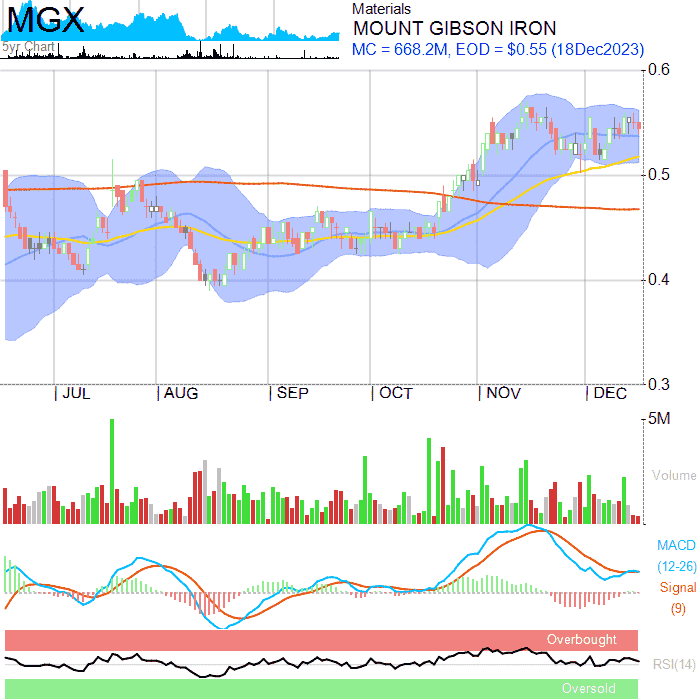 MGX
5yr Chart
Materials
MOUNT GIBSON IRON
MC = 668.2M, EOD = $0.55 (18Dec2023)
0.6
0.5
0.4
0.3
JUL AUG SEP OCT NOV DEC
5M
Volume
MACD
(12-26)
Signal
(9)
Overbought
RSI(14)
Oversold